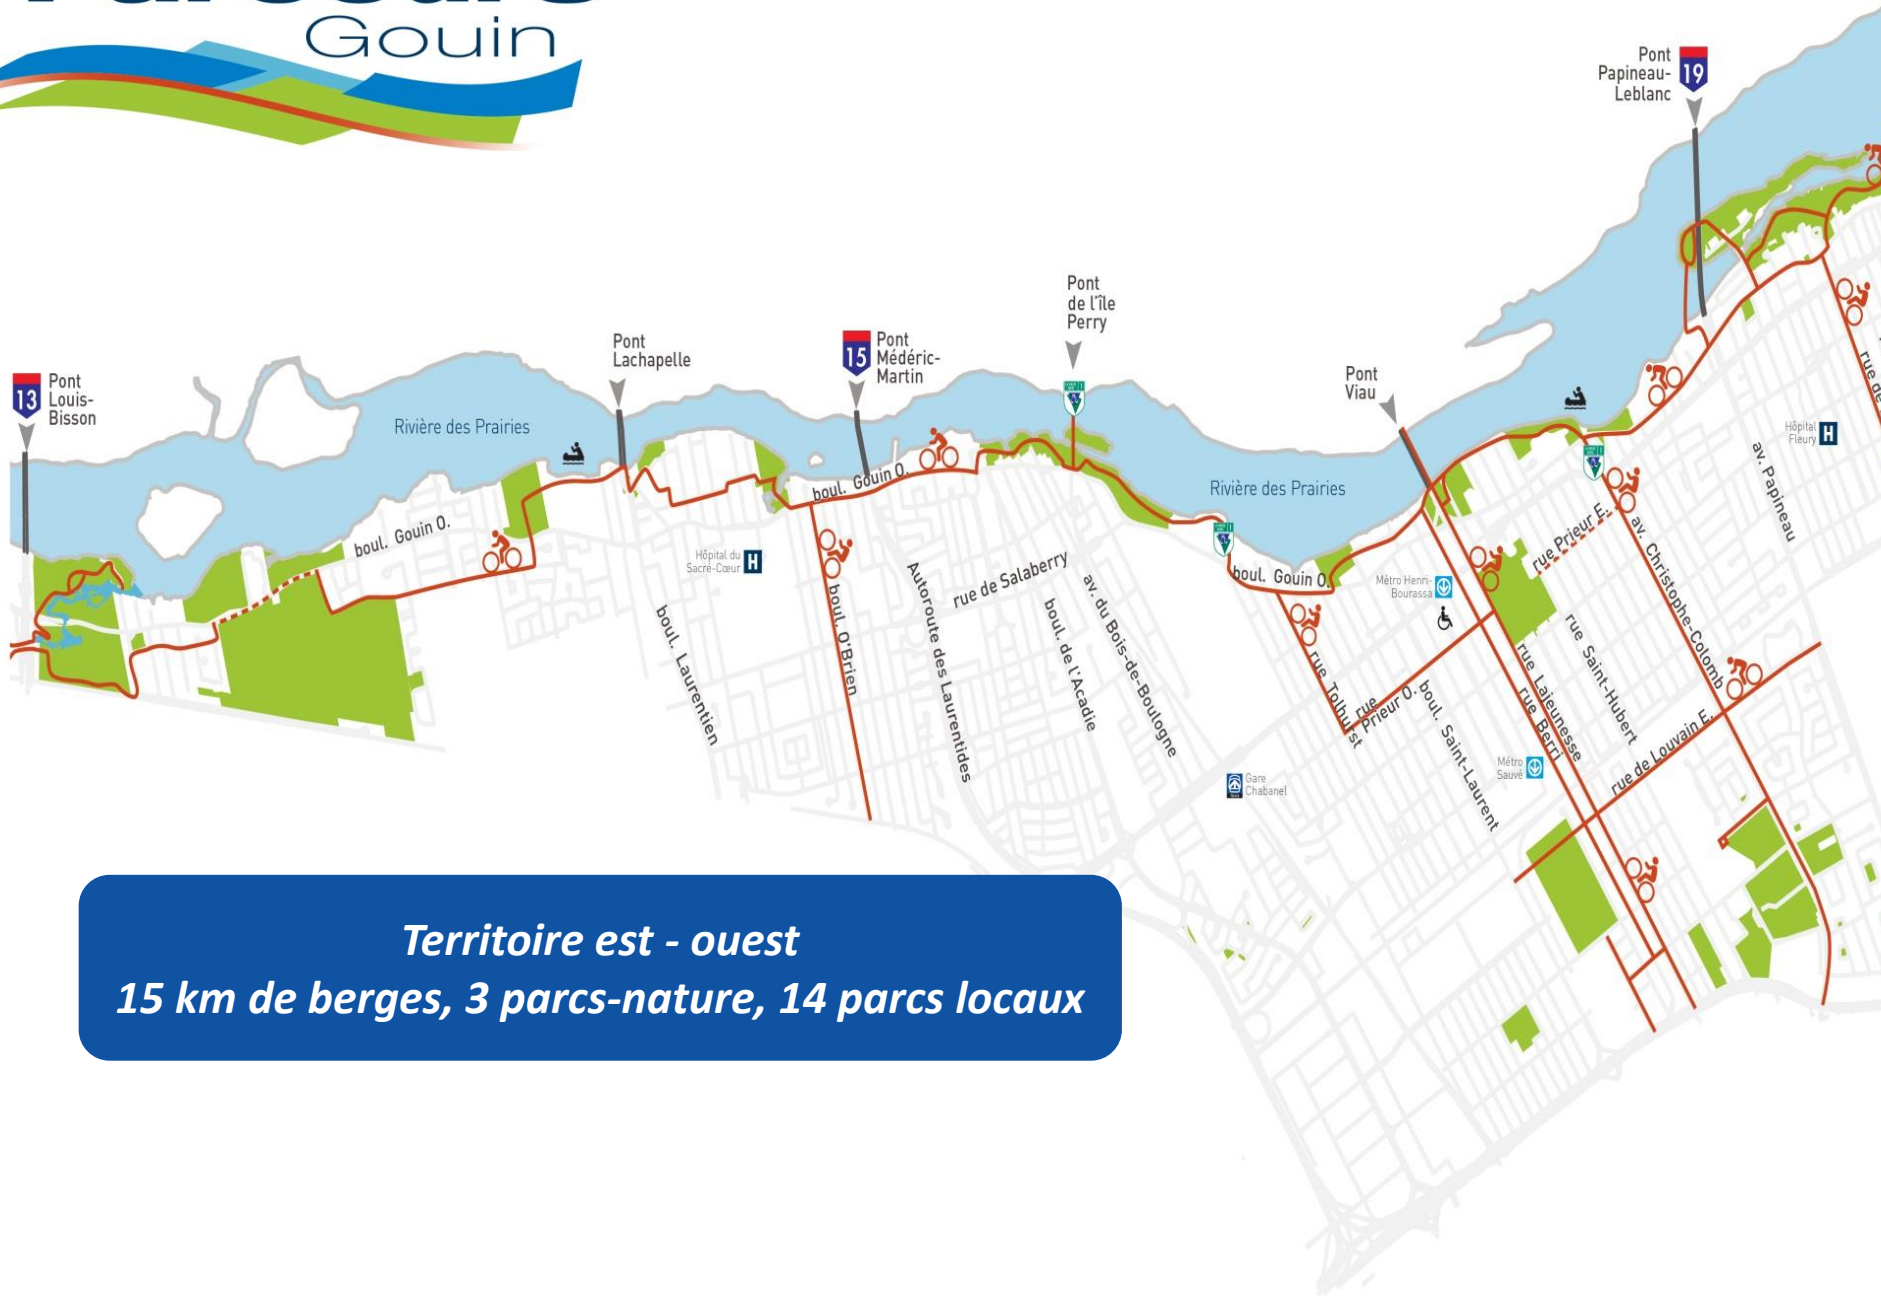 Parcours
Gouin
Pont
Papineau-
Leblanc
19
Pont
de l'île
Perry
Pont
Lachapelle
15
Pont
Médéric-
Martin
13
Pont
Louis-
Bisson
Pont
Viau
Rivière des Prairies
Rivière des Prairies
boul. Gouin O.
boul. Gouin O.
boul. Gouin O.
Hôpital
Fleury
H
Hôpital du
Sacré-Cœur
H
Métro Henri-
Bourassa
rue Prieur E.
av. Papineau
av. Christophe-Colomb
rue de
rue de Salaberry
boul. Laurentien
boul. O'Brien
Autoroute des Laurentides
boul. de l'Acadie
av. du Bois-de-Boulogne
rue Tolhurst
rue
Prieur O.
boul. Saint-Laurent
rue Lajeunesse
rue Berri
rue Saint-Hubert
rue de Louvain E.
Métro
Sauvé
Gare
Chabanel
Territoire est - ouest
15 km de berges, 3 parcs-nature, 14 parcs locaux